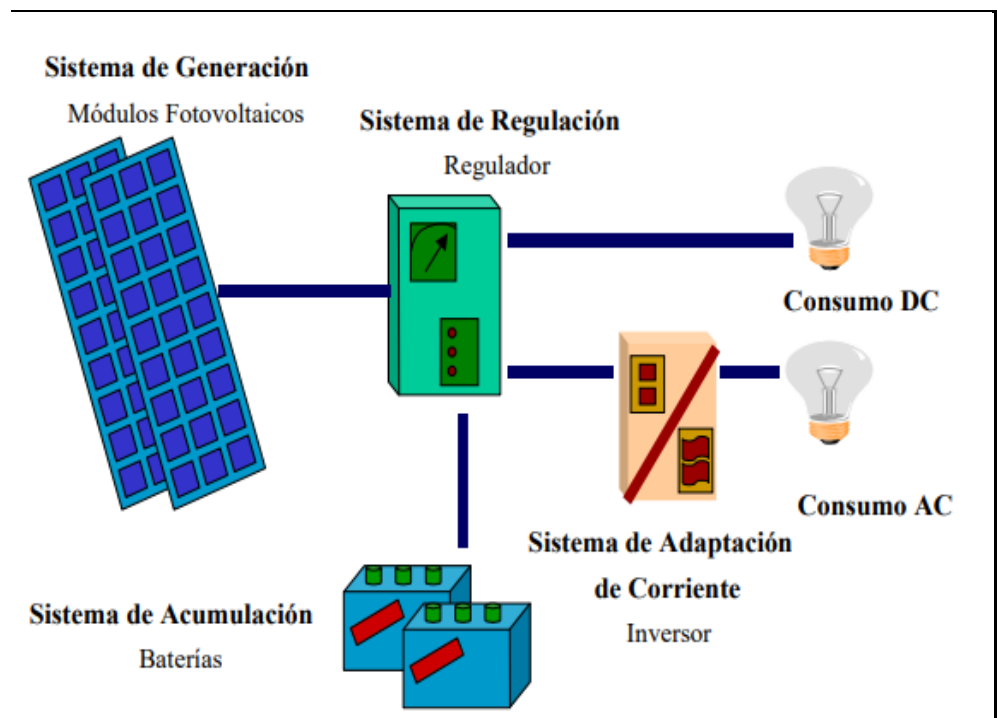 Sistema de Generación
Módulos Fotovoltaicos
Sistema de Regulación
Regulador
Consumo DC
Consumo AC
Sistema de Adaptación
de Corriente
Inversor
Sistema de Acumulación
Baterías